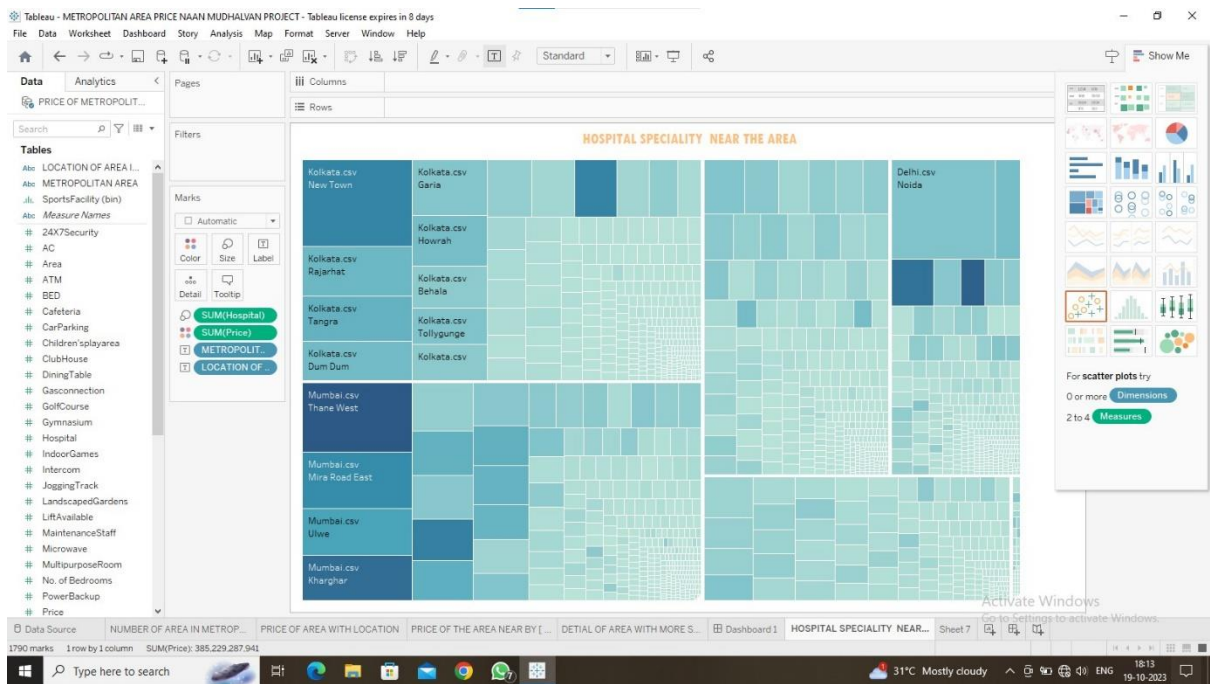 Tableau - METROPOLITAN AREA PRICE NAAN MUDHALVAN PROJECT - Tableau license expires in 8 days
File Data Worksheet Dashboard Story Analysis Map Format Server Window Help
Standard
Show Me
Data Analytics
PRICE OF METROPOLIT...
Search
Tables
Abc LOCATION OF AREA I...
Abc METROPOLITAN AREA
SportsFacility (bin)
Abc Measure Names
# 24X7Security
# AC
# Area
# ATM
# BED
# Cafeteria
# CarParking
# Children'splayarea
# ClubHouse
# DiningTable
# Gasconnection
# GolfCourse
# Gymnasium
# Hospital
# IndoorGames
# Intercom
# JoggingTrack
# LandscapedGardens
# LiftAvailable
# MaintenanceStaff
# Microwave
# MultipurposeRoom
# No. of Bedrooms
# PowerBackup
# Price
Pages
Filters
Marks
Automatic
Color Size Label
Detail Tooltip
SUM(Hospital)
SUM(Price)
METROPOLIT..
LOCATION OF ..
Columns
Rows
HOSPITAL SPECIALITY NEAR THE AREA
Kolkata.csv
New Town
Kolkata.csv
Rajarhat
Kolkata.csv
Tangra
Kolkata.csv
Dum Dum
Kolkata.csv
Garia
Kolkata.csv
Howrah
Kolkata.csv
Behala
Kolkata.csv
Tollygunge
Kolkata.csv
Mumbai.csv
Thane West
Mumbai.csv
Mira Road East
Mumbai.csv
Ulwe
Mumbai.csv
Kharghar
Delhi.csv
Noida
For scatter plots try
0 or more Dimensions
2 to 4 Measures
Activate Windows
Go to Settings to activate Windows.
Data Source NUMBER OF AREA IN METROP... PRICE OF AREA WITH LOCATION PRICE OF THE AREA NEAR BY [ ... DETIAL OF AREA WITH MORE S... Dashboard 1 HOSPITAL SPECIALITY NEAR... Sheet 7
1790 marks 1 row by 1 column SUM(Price): 385,229,287,941
Type here to search
31°C Mostly cloudy
ENG
18:13
19-10-2023